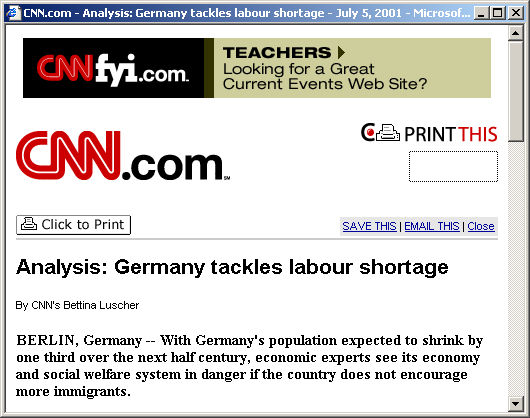 CNN.com - Analysis: Germany tackles labour shortage - July 5, 2001 - Microsof...
CNNfyi.com.
TEACHERS
Looking for a Great
Current Events Web Site?
CNN.com
SM
PRINTTHIS
Click to Print
SAVE THIS | EMAIL THIS | Close
Analysis: Germany tackles labour shortage
By CNN's Bettina Luscher
BERLIN, Germany -- With Germany's population expected to shrink by
one third over the next half century, economic experts see its economy
and social welfare system in danger if the country does not encourage
more immigrants.